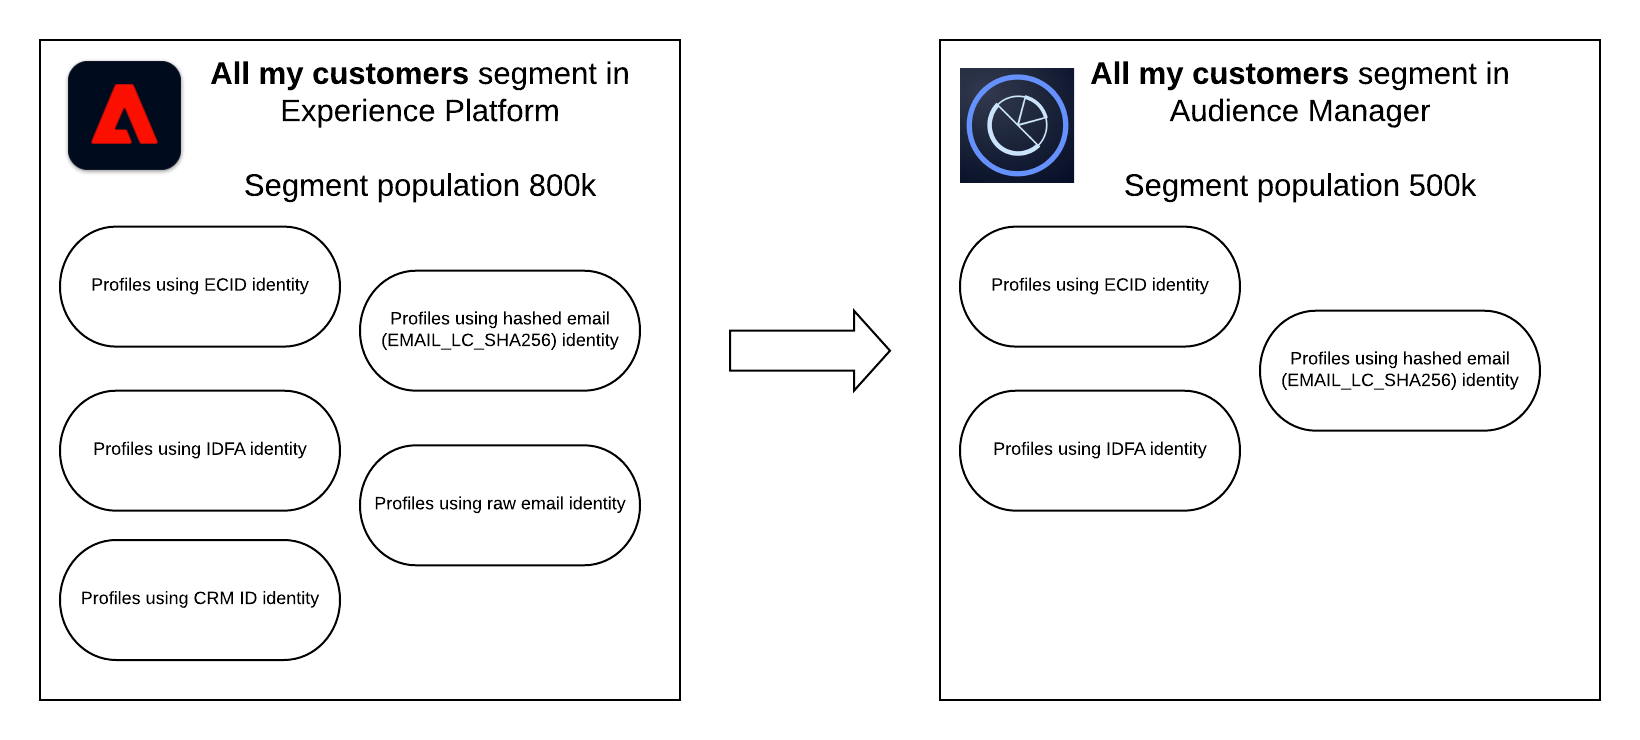 All my customers segment in
Experience Platform
Segment population 800k
Profiles using ECID identity
Profiles using hashed email
(EMAIL_LC_SHA256) identity
Profiles using IDFA identity
Profiles using raw email identity
Profiles using CRM ID identity
All my customers segment in
Audience Manager
Segment population 500k
Profiles using ECID identity
Profiles using hashed email
(EMAIL_LC_SHA256) identity
Profiles using IDFA identity